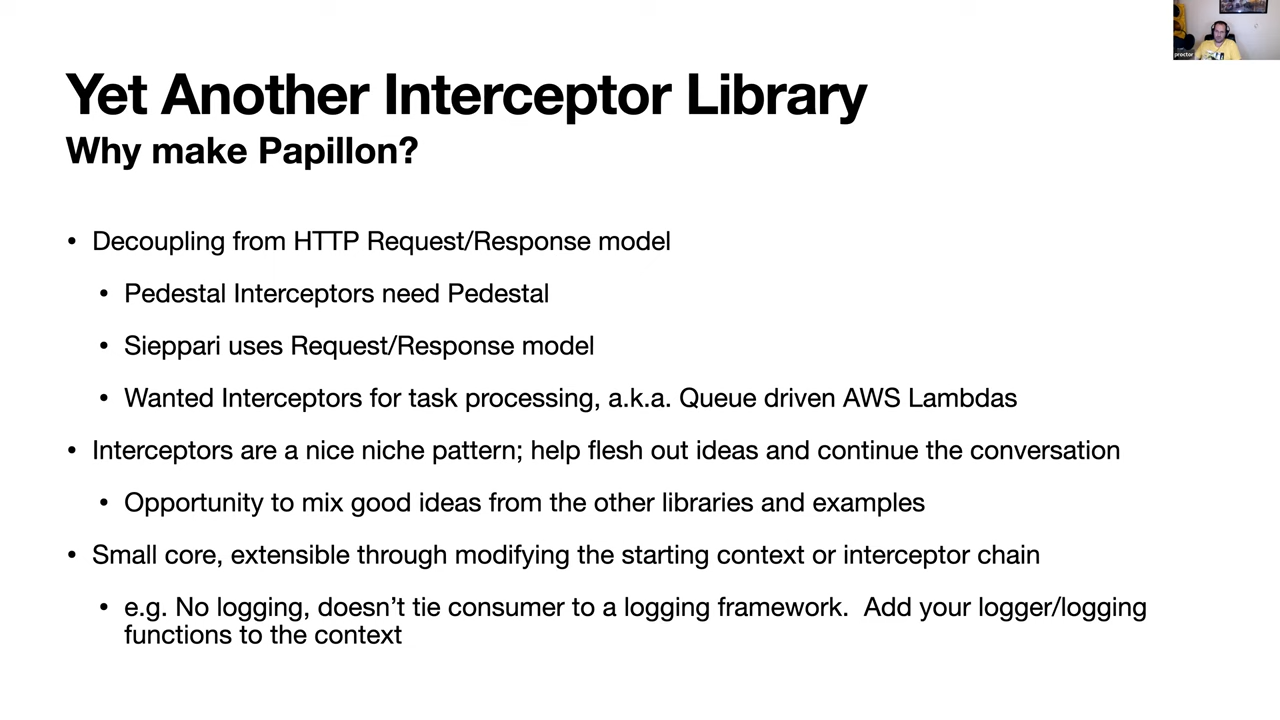 Yet Another Interceptor Library
Why make Papillon?
• Decoupling from HTTP Request/Response model
• Pedestal Interceptors need Pedestal
• Sieppari uses Request/Response model
• Wanted Interceptors for task processing, a.k.a. Queue driven AWS Lambdas
• Interceptors are a nice niche pattern; help flesh out ideas and continue the conversation
• Opportunity to mix good ideas from the other libraries and examples
• Small core, extensible through modifying the starting context or interceptor chain
• e.g. No logging, doesn’t tie consumer to a logging framework.  Add your logger/logging
functions to the context
proctor